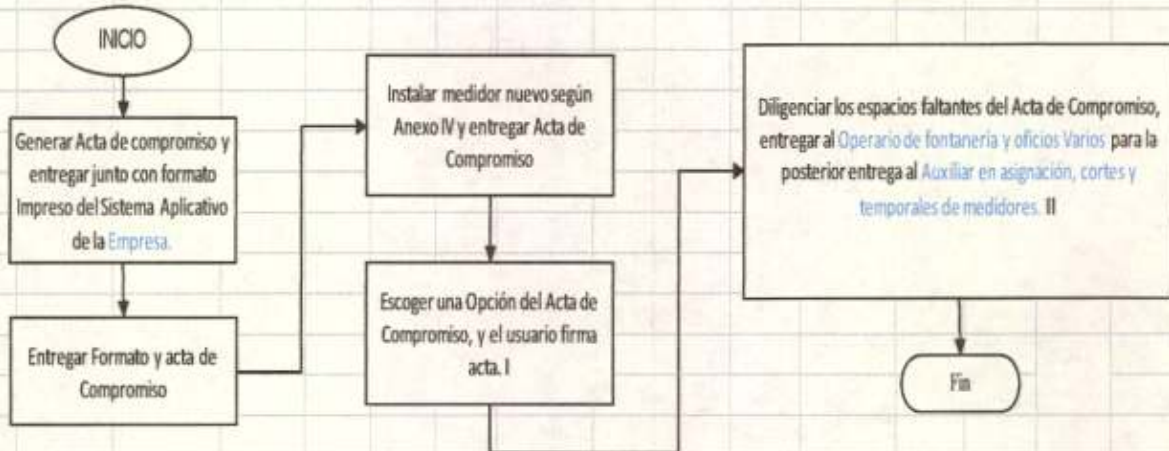 INICIO
Generar Acta de compromiso y
entregar junto con formato
Impreso del Sistema Aplicativo
de la Empresa.
Entregar Formato y acta de
Compromiso
Instalar medidor nuevo según
Anexo IV y entregar Acta de
Compromiso
Escoger una Opción del Acta de
Compromiso, y el usuario firma
acta. I
Diligenciar los espacios faltantes del Acta de Compromiso,
entregar al Operario de fontanería y oficios Varios para la
posterior entrega al Auxiliar en asignación, cortes y
temporales de medidores. II
Fin